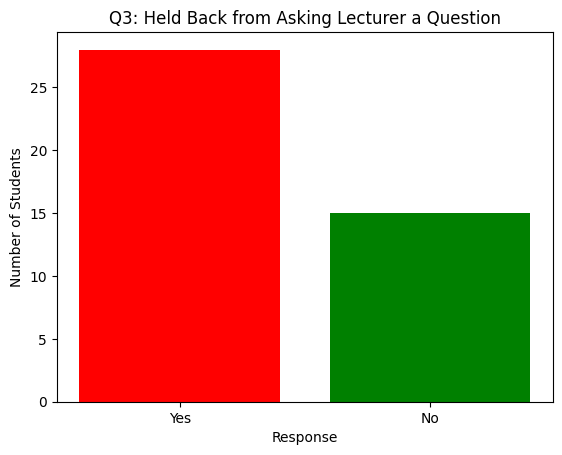 Q3: Held Back from Asking Lecturer a Question
Number of Students
25
20
15
10
5
0
Yes No
Response